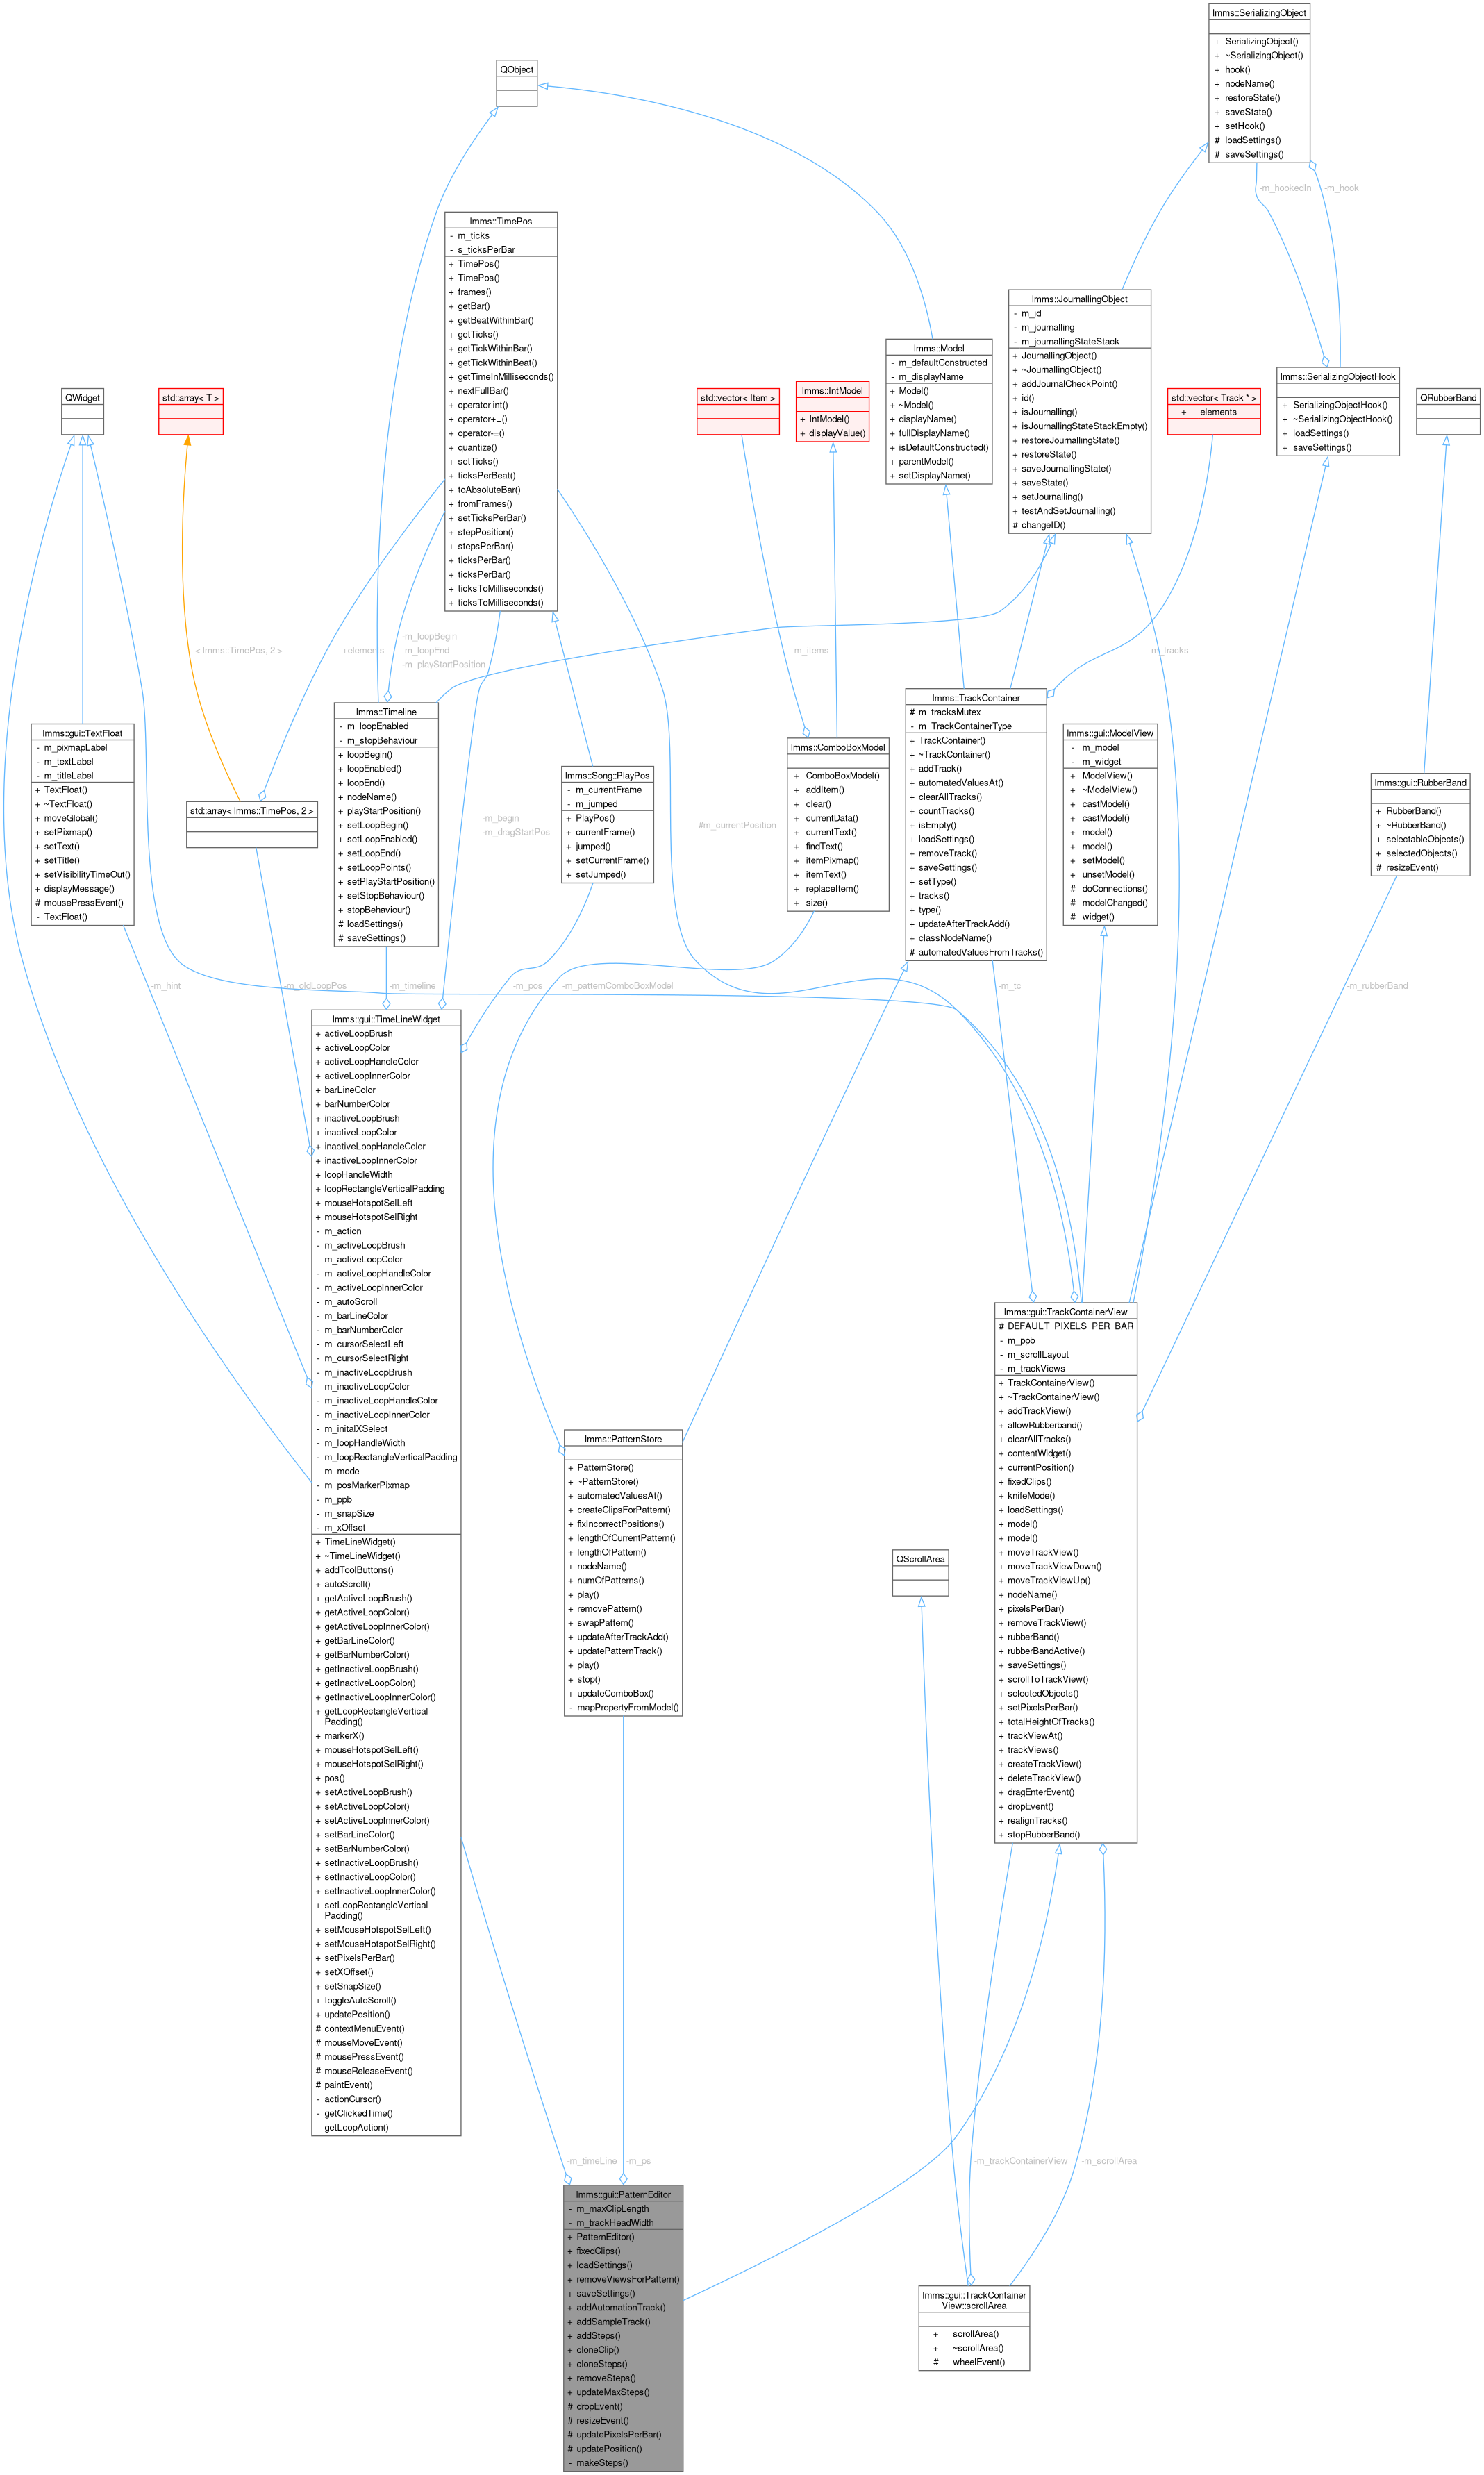 lmms::SerializingObject
+ SerializingObject()
+ ~SerializingObject()
+ hook()
+ nodeName()
+ restoreState()
+ saveState()
+ setHook()
# loadSettings()
# saveSettings()
QObject
-m_hookedIn
-m_hook
lmms::TimePos
- m_ticks
- s_ticksPerBar
+ TimePos()
+ TimePos()
+ frames()
+ getBar()
+ getBeatWithinBar()
+ getTicks()
+ getTickWithinBar()
+ getTickWithinBeat()
+ getTimeInMilliseconds()
+ nextFullBar()
+ operator int()
+ operator+=()
+ operator-=()
+ quantize()
+ setTicks()
+ ticksPerBeat()
+ toAbsoluteBar()
+ fromFrames()
+ setTicksPerBar()
+ stepPosition()
+ stepsPerBar()
+ ticksPerBar()
+ ticksPerBar()
+ ticksToMilliseconds()
+ ticksToMilliseconds()
lmms::JournallingObject
- m_id
- m_journalling
- m_journallingStateStack
+ JournallingObject()
+ ~JournallingObject()
+ addJournalCheckPoint()
+ id()
+ isJournalling()
+ isJournallingStateStackEmpty()
+ restoreJournallingState()
+ restoreState()
+ saveJournallingState()
+ saveState()
+ setJournalling()
+ testAndSetJournalling()
# changeID()
lmms::Model
- m_defaultConstructed
- m_displayName
+ Model()
+ ~Model()
+ displayName()
+ fullDisplayName()
+ isDefaultConstructed()
+ parentModel()
+ setDisplayName()
lmms::SerializingObjectHook
+ SerializingObjectHook()
+ ~SerializingObjectHook()
+ loadSettings()
+ saveSettings()
QWidget
std::array< T >
std::vector< Item >
lmms::IntModel
+ IntModel()
+ displayValue()
std::vector< Track * >
+ elements
QRubberBand
< lmms::TimePos, 2 >
+elements
-m_loopBegin
-m_loopEnd
-m_playStartPosition
-m_items
-m_tracks
lmms::gui::TextFloat
- m_pixmapLabel
- m_textLabel
- m_titleLabel
+ TextFloat()
+ ~TextFloat()
+ moveGlobal()
+ setPixmap()
+ setText()
+ setTitle()
+ setVisibilityTimeOut()
+ displayMessage()
# mousePressEvent()
- TextFloat()
std::array< lmms::TimePos, 2 >
lmms::Timeline
- m_loopEnabled
- m_stopBehaviour
+ loopBegin()
+ loopEnabled()
+ loopEnd()
+ nodeName()
+ playStartPosition()
+ setLoopBegin()
+ setLoopEnabled()
+ setLoopEnd()
+ setLoopPoints()
+ setPlayStartPosition()
+ setStopBehaviour()
+ stopBehaviour()
# loadSettings()
# saveSettings()
-m_begin
-m_dragStartPos
lmms::Song::PlayPos
- m_currentFrame
- m_jumped
+ PlayPos()
+ currentFrame()
+ jumped()
+ setCurrentFrame()
+ setJumped()
#m_currentPosition
lmms::ComboBoxModel
+ ComboBoxModel()
+ addItem()
+ clear()
+ currentData()
+ currentText()
+ findText()
+ itemPixmap()
+ itemText()
+ replaceItem()
+ size()
lmms::TrackContainer
# m_tracksMutex
- m_TrackContainerType
+ TrackContainer()
+ ~TrackContainer()
+ addTrack()
+ automatedValuesAt()
+ clearAllTracks()
+ countTracks()
+ isEmpty()
+ loadSettings()
+ removeTrack()
+ saveSettings()
+ setType()
+ tracks()
+ type()
+ updateAfterTrackAdd()
+ classNodeName()
# automatedValuesFromTracks()
lmms::gui::ModelView
- m_model
- m_widget
+ ModelView()
+ ~ModelView()
+ castModel()
+ castModel()
+ model()
+ model()
+ setModel()
+ unsetModel()
# doConnections()
# modelChanged()
# widget()
lmms::gui::RubberBand
+ RubberBand()
+ ~RubberBand()
+ selectableObjects()
+ selectedObjects()
# resizeEvent()
-m_hint
-m_oldLoopPos
-m_timeline
-m_pos
-m_patternComboBoxModel
-m_tc
-m_rubberBand
lmms::gui::TimeLineWidget
+ activeLoopBrush
+ activeLoopColor
+ activeLoopHandleColor
+ activeLoopInnerColor
+ barLineColor
+ barNumberColor
+ inactiveLoopBrush
+ inactiveLoopColor
+ inactiveLoopHandleColor
+ inactiveLoopInnerColor
+ loopHandleWidth
+ loopRectangleVerticalPadding
+ mouseHotspotSelLeft
+ mouseHotspotSelRight
- m_action
- m_activeLoopBrush
- m_activeLoopColor
- m_activeLoopHandleColor
- m_activeLoopInnerColor
- m_autoScroll
- m_barLineColor
- m_barNumberColor
- m_cursorSelectLeft
- m_cursorSelectRight
- m_inactiveLoopBrush
- m_inactiveLoopColor
- m_inactiveLoopHandleColor
- m_inactiveLoopInnerColor
- m_initalXSelect
- m_loopHandleWidth
- m_loopRectangleVerticalPadding
- m_mode
- m_posMarkerPixmap
- m_ppb
- m_snapSize
- m_xOffset
+ TimeLineWidget()
+ ~TimeLineWidget()
+ addToolButtons()
+ autoScroll()
+ getActiveLoopBrush()
+ getActiveLoopColor()
+ getActiveLoopInnerColor()
+ getBarLineColor()
+ getBarNumberColor()
+ getInactiveLoopBrush()
+ getInactiveLoopColor()
+ getInactiveLoopInnerColor()
+ getLoopRectangleVertical
Padding()
+ markerX()
+ mouseHotspotSelLeft()
+ mouseHotspotSelRight()
+ pos()
+ setActiveLoopBrush()
+ setActiveLoopColor()
+ setActiveLoopInnerColor()
+ setBarLineColor()
+ setBarNumberColor()
+ setInactiveLoopBrush()
+ setInactiveLoopColor()
+ setInactiveLoopInnerColor()
+ setLoopRectangleVertical
Padding()
+ setMouseHotspotSelLeft()
+ setMouseHotspotSelRight()
+ setPixelsPerBar()
+ setXOffset()
+ setSnapSize()
+ toggleAutoScroll()
+ updatePosition()
# contextMenuEvent()
# mouseMoveEvent()
# mousePressEvent()
# mouseReleaseEvent()
# paintEvent()
- actionCursor()
- getClickedTime()
- getLoopAction()
lmms::PatternStore
+ PatternStore()
+ ~PatternStore()
+ automatedValuesAt()
+ createClipsForPattern()
+ fixIncorrectPositions()
+ lengthOfCurrentPattern()
+ lengthOfPattern()
+ nodeName()
+ numOfPatterns()
+ play()
+ removePattern()
+ swapPattern()
+ updateAfterTrackAdd()
+ updatePatternTrack()
+ play()
+ stop()
+ updateComboBox()
- mapPropertyFromModel()
QScrollArea
lmms::gui::TrackContainerView
# DEFAULT_PIXELS_PER_BAR
- m_ppb
- m_scrollLayout
- m_trackViews
+ TrackContainerView()
+ ~TrackContainerView()
+ addTrackView()
+ allowRubberband()
+ clearAllTracks()
+ contentWidget()
+ currentPosition()
+ fixedClips()
+ knifeMode()
+ loadSettings()
+ model()
+ model()
+ moveTrackView()
+ moveTrackViewDown()
+ moveTrackViewUp()
+ nodeName()
+ pixelsPerBar()
+ removeTrackView()
+ rubberBand()
+ rubberBandActive()
+ saveSettings()
+ scrollToTrackView()
+ selectedObjects()
+ setPixelsPerBar()
+ totalHeightOfTracks()
+ trackViewAt()
+ trackViews()
+ createTrackView()
+ deleteTrackView()
+ dragEnterEvent()
+ dropEvent()
+ realignTracks()
+ stopRubberBand()
-m_timeLine
-m_ps
-m_trackContainerView
-m_scrollArea
lmms::gui::PatternEditor
- m_maxClipLength
- m_trackHeadWidth
+ PatternEditor()
+ fixedClips()
+ loadSettings()
+ removeViewsForPattern()
+ saveSettings()
+ addAutomationTrack()
+ addSampleTrack()
+ addSteps()
+ cloneClip()
+ cloneSteps()
+ removeSteps()
+ updateMaxSteps()
# dropEvent()
# resizeEvent()
# updatePixelsPerBar()
# updatePosition()
- makeSteps()
lmms::gui::TrackContainer
View::scrollArea
+ scrollArea()
+ ~scrollArea()
# wheelEvent()